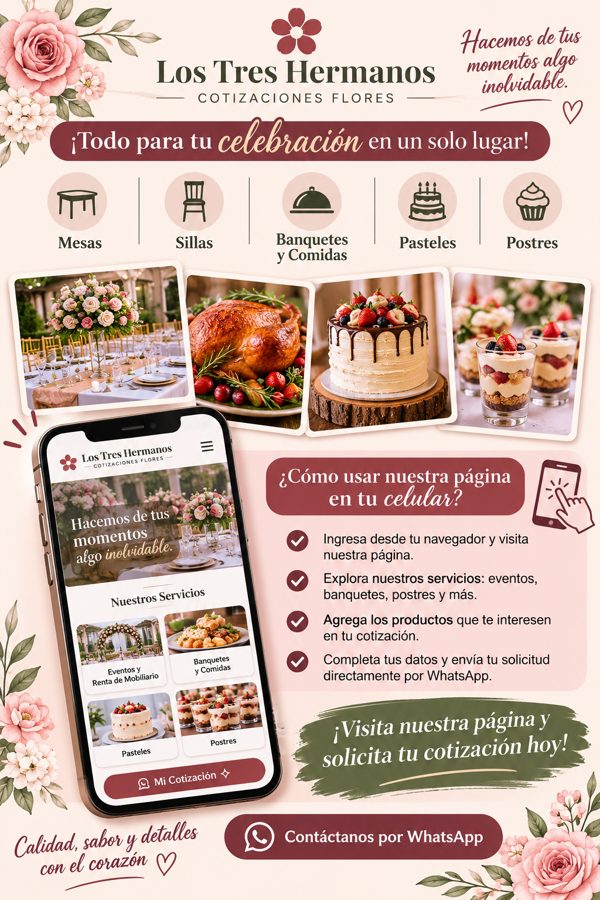 Los Tres Hermanos
COTIZACIONES FLORES
Hacemos de tus
momentos algo
inolvidable.
¡Todo para tu celebración en un solo lugar!
Mesas
Sillas
Banquetes
y Comidas
Pasteles
Postres
Los Tres Hermanos
COTIZACIONES FLORES
Hacemos de tus
momentos
algo inolvidable.
Nuestros Servicios
Eventos y
Renta de Mobiliario
Banquetes
y Comidas
Pasteles
Postres
Mi Cotización
¿Cómo usar nuestra página
en tu celular?
Ingresa desde tu navegador y visita
nuestra página.
Explora nuestros servicios: eventos,
banquetes, postres y más.
Agrega los productos que te interesen
en tu cotización.
Completa tus datos y envía tu solicitud
directamente por WhatsApp.
¡Visita nuestra página y
solicita tu cotización hoy!
Calidad, sabor y detalles
con el corazón
Contáctanos por WhatsApp